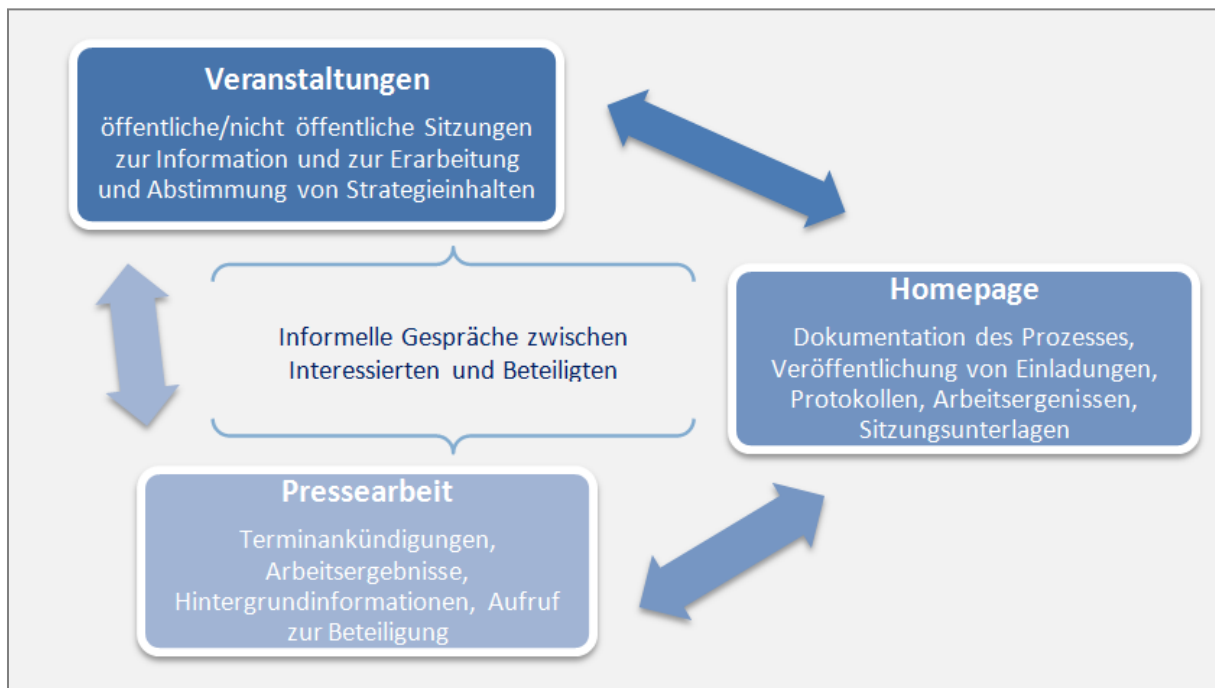 Veranstaltungen
öffentliche/nicht öffentliche Sitzungen
zur Information und zur Erarbeitung
und Abstimmung von Strategieinhalten
Informelle Gespräche zwischen
Interessierten und Beteiligten
Homepage
Dokumentation des Prozesses,
Veröffentlichung von Einladungen,
Protokollen, Arbeitsergenissen,
Sitzungsunterlagen
Pressearbeit
Terminankündigungen,
Arbeitsergebnisse,
Hintergrundinformationen, Aufruf
zur Beteiligung